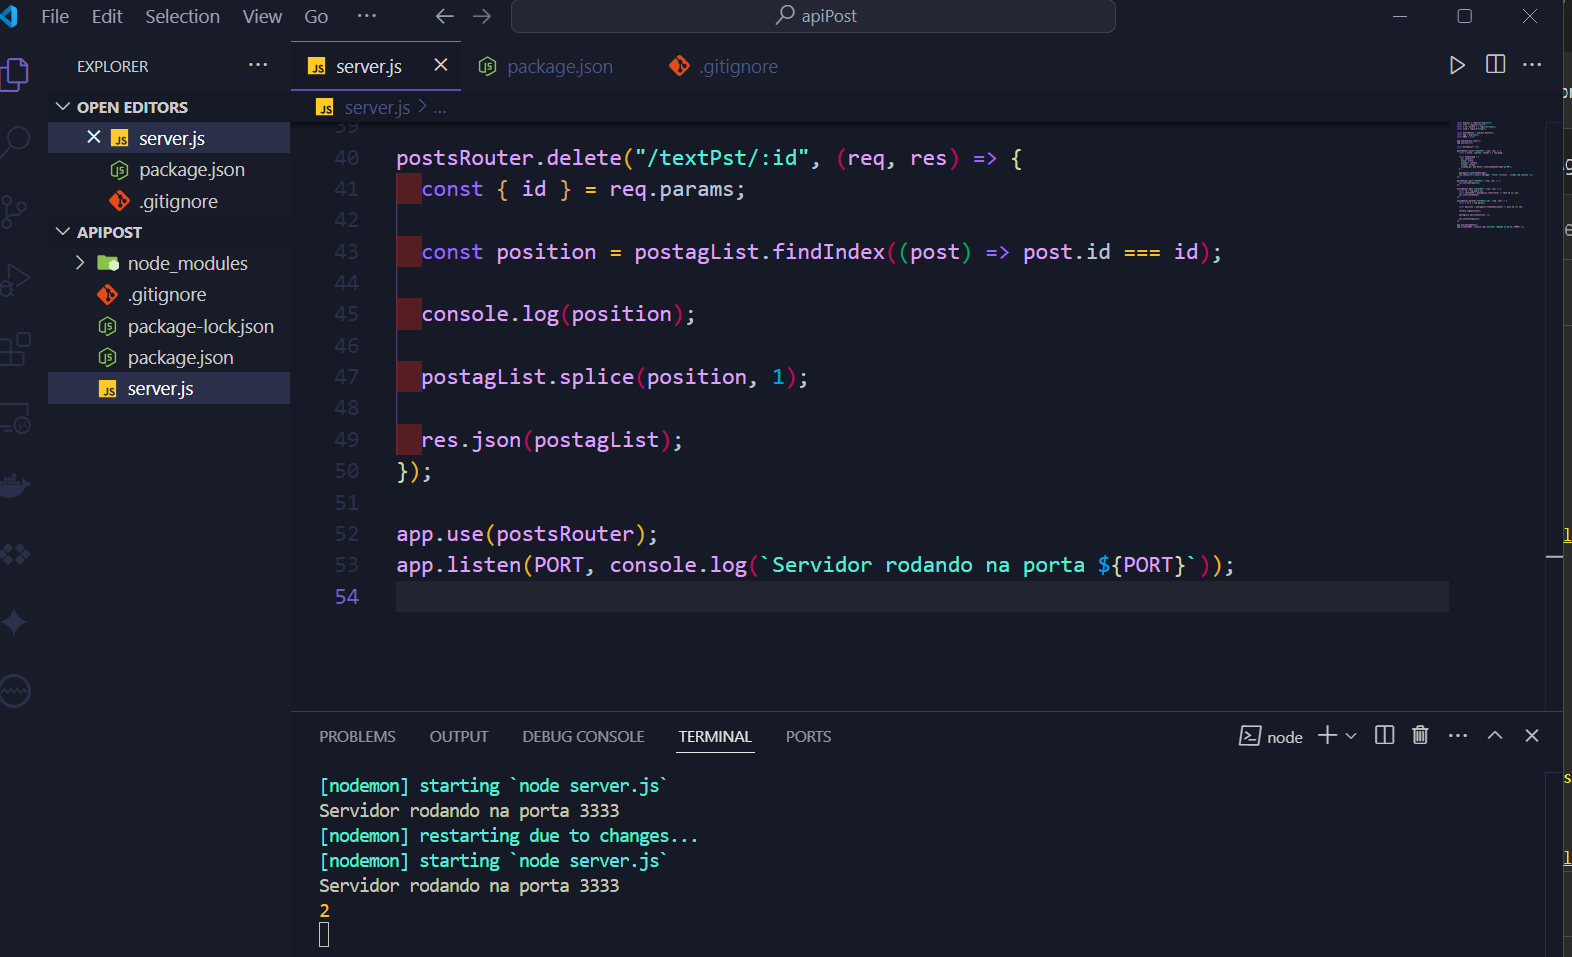 File Edit Selection View Go ··· apiPost
EXPLORER ···
OPEN EDITORS
server.js
package.json
.gitignore
APIPOST
node_modules
.gitignore
package-lock.json
package.json
server.js
server.js package.json .gitignore ···
server.js > ...
39
40 postsRouter.delete("/textPst/:id", (req, res) => {
41 const { id } = req.params;
42
43 const position = postagList.findIndex((post) => post.id === id);
44
45 console.log(position);
46
47 postagList.splice(position, 1);
48
49 res.json(postagList);
50 });
51
52 app.use(postsRouter);
53 app.listen(PORT, console.log(`Servidor rodando na porta ${PORT}`));
54
PROBLEMS OUTPUT DEBUG CONSOLE TERMINAL PORTS node ···
[nodemon] starting `node server.js`
Servidor rodando na porta 3333
[nodemon] restarting due to changes...
[nodemon] starting `node server.js`
Servidor rodando na porta 3333
2